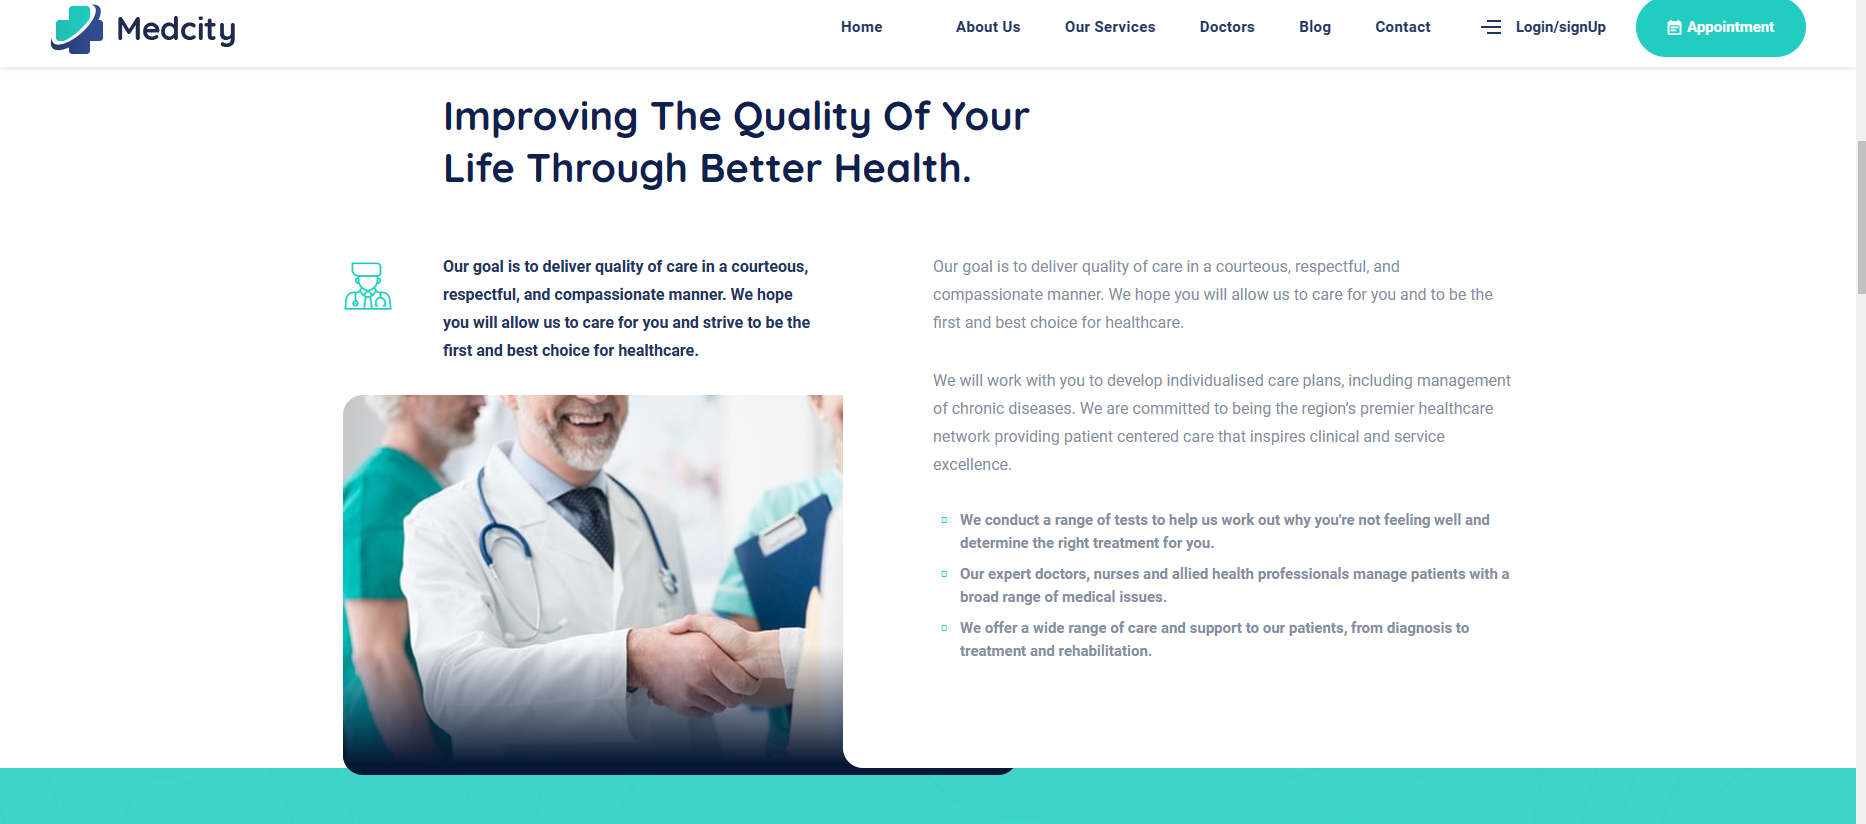 Medcity
Home
About Us
Our Services
Doctors
Blog
Contact
Login/signUp
Appointment
Improving The Quality Of Your
Life Through Better Health.
Our goal is to deliver quality of care in a courteous,
respectful, and compassionate manner. We hope
you will allow us to care for you and strive to be the
first and best choice for healthcare.
Our goal is to deliver quality of care in a courteous, respectful, and
compassionate manner. We hope you will allow us to care for you and to be the
first and best choice for healthcare.
We will work with you to develop individualised care plans, including management
of chronic diseases. We are committed to being the region’s premier healthcare
network providing patient centered care that inspires clinical and service
excellence.
We conduct a range of tests to help us work out why you're not feeling well and
determine the right treatment for you.
Our expert doctors, nurses and allied health professionals manage patients with a
broad range of medical issues.
We offer a wide range of care and support to our patients, from diagnosis to
treatment and rehabilitation.